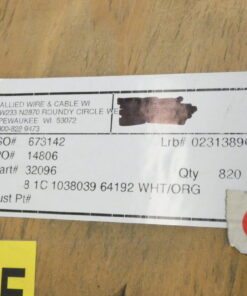 ALLIED WIRE & CABLE WI
W233 N2870 ROUNDY CIRCLE WE
PEWAUKEE WI 53072
800-828 9473
SO# 673142 Lrb# 02313896
PO# 14806
Part# 32096 Qty 820
8 1C 1038039 64192 WHT/ORG
ust Pt#